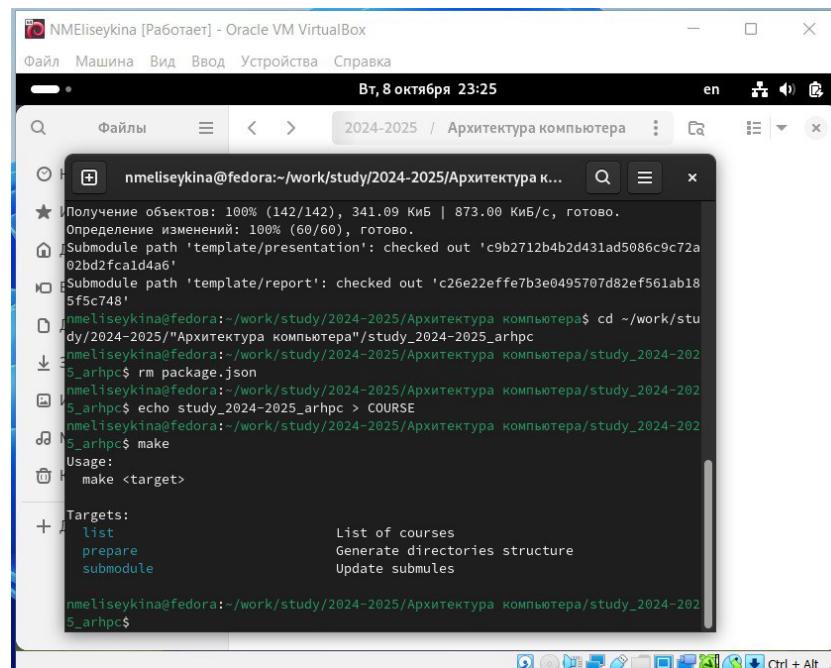 NMEliseykina [Работает] - Oracle VM VirtualBox
Файл Машина Вид Ввод Устройства Справка
Вт, 8 октября 23:25
en
Файлы
2024-2025 / Архитектура компьютера
nmeliseykina@fedora:~/work/study/2024-2025/Архитектура к...
Получение объектов: 100% (142/142), 341.09 КиБ | 873.00 КиБ/с, готово.
Определение изменений: 100% (60/60), готово.
Submodule path 'template/presentation': checked out 'c9b2712b4b2d431ad5086c9c72a
02bd2fca1d4a6'
Submodule path 'template/report': checked out 'c26e22effe7b3e0495707d82ef561ab18
5f5c748'
nmeliseykina@fedora:~/work/study/2024-2025/Архитектура компьютера$ cd ~/work/stu
dy/2024-2025/"Архитектура компьютера"/study_2024-2025_arhpc
nmeliseykina@fedora:~/work/study/2024-2025/Архитектура компьютера/study_2024-202
5_arhpc$ rm package.json
nmeliseykina@fedora:~/work/study/2024-2025/Архитектура компьютера/study_2024-202
5_arhpc$ echo study_2024-2025_arhpc > COURSE
nmeliseykina@fedora:~/work/study/2024-2025/Архитектура компьютера/study_2024-202
5_arhpc$ make
Usage:
make <target>
Targets:
list List of courses
prepare Generate directories structure
submodule Update submules
nmeliseykina@fedora:~/work/study/2024-2025/Архитектура компьютера/study_2024-202
5_arhpc$
Ctrl + Alt